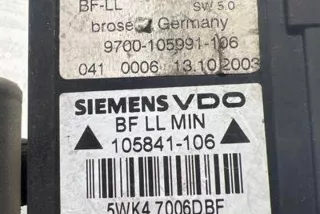 BF-LL SW 5.0
brose Germany
9700-105991-106
041 0006 13.10.2003
SIEMENS VDO
BF LL MIN
105841-106
5WK4 7006DBF